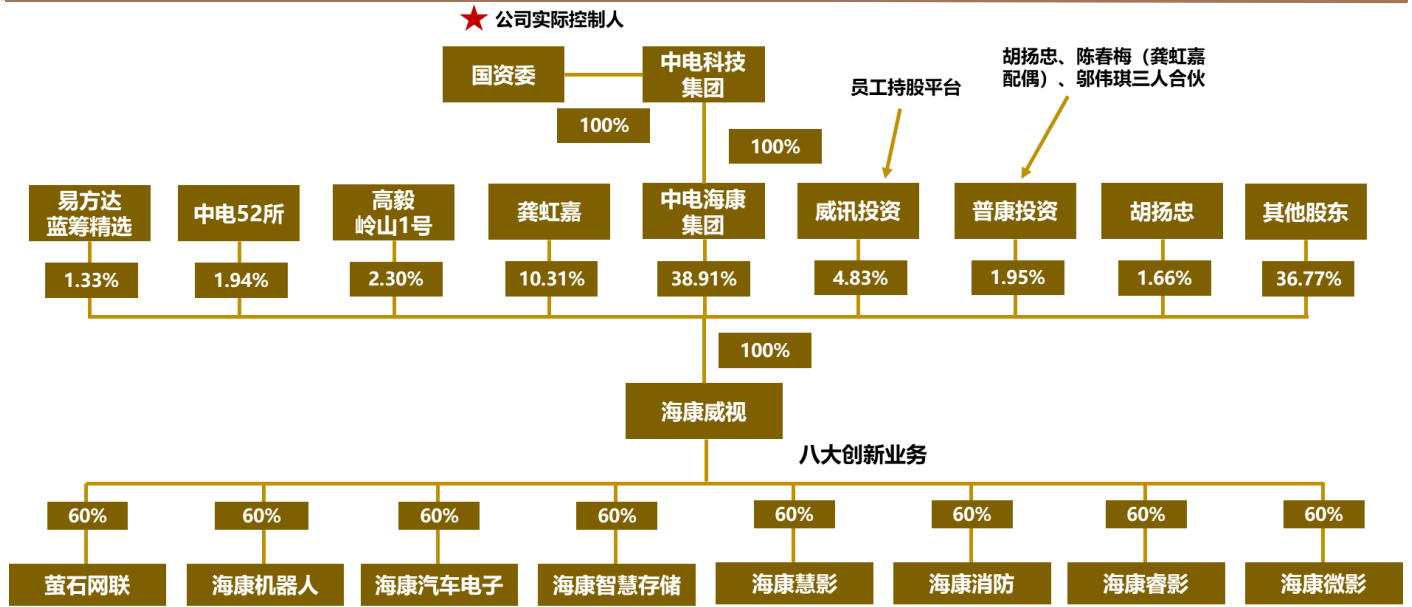 公司实际控制人
国资委
中电科技
集团
100%
100%
员工持股平台
胡扬忠、陈春梅（龚虹嘉
配偶）、邬伟琪三人合伙
易方达
蓝筹精选
中电52所
高毅
岭山1号
龚虹嘉
中电海康
集团
威讯投资
普康投资
胡扬忠
其他股东
1.33%
1.94%
2.30%
10.31%
38.91%
4.83%
1.95%
1.66%
36.77%
100%
海康威视
八大创新业务
60%
60%
60%
60%
60%
60%
60%
60%
萤石网联
海康机器人
海康汽车电子
海康智慧存储
海康慧影
海康消防
海康睿影
海康微影